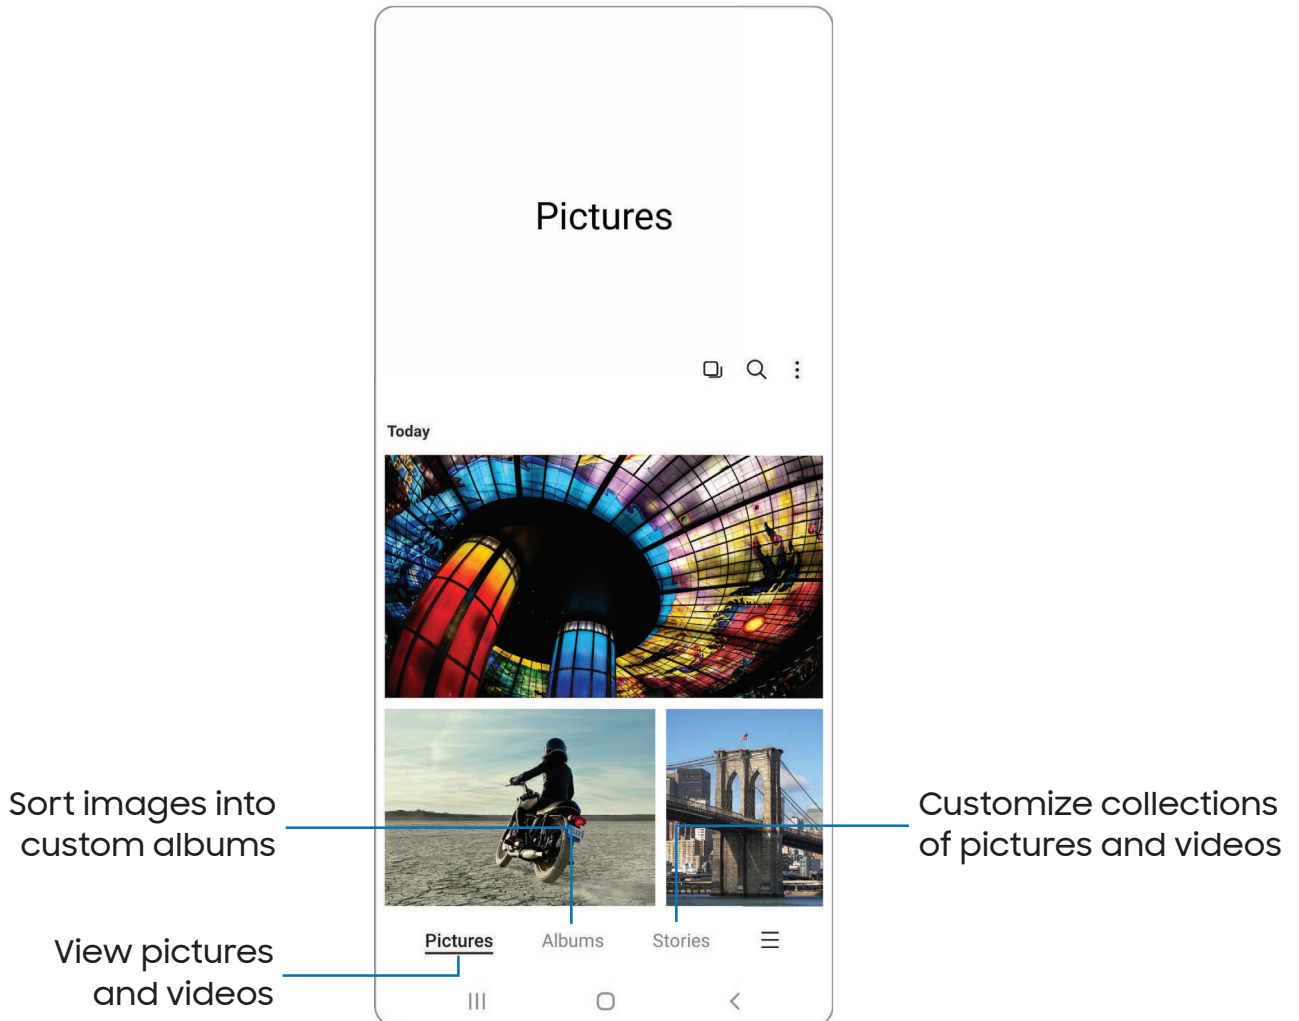 Pictures
Today
Sort images into
custom albums
Customize collections
of pictures and videos
View pictures
and videos
Pictures
Albums
Stories